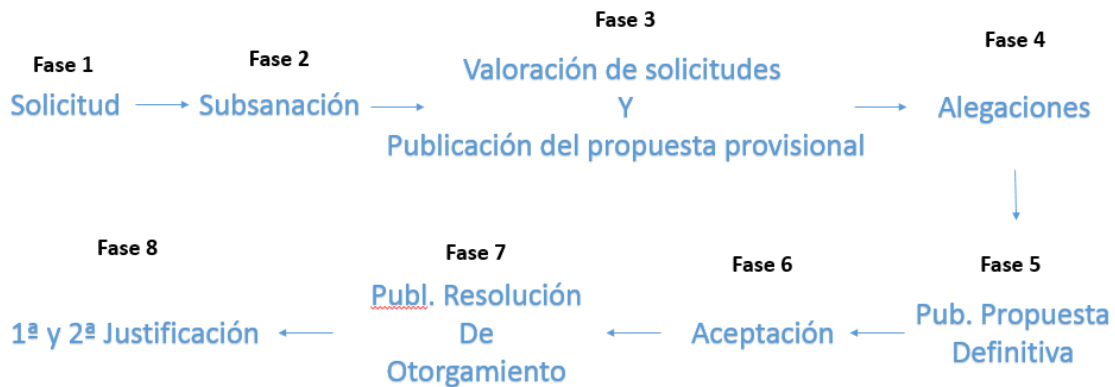 Fase 1
Solicitud
Fase 2
Subsanación
Fase 3
Valoración de solicitudes
Y
Publicación del propuesta provisional
Fase 4
Alegaciones
Fase 5
Pub. Propuesta
Definitiva
Fase 6
Aceptación
Fase 7
Publ. Resolución
De
Otorgamiento
Fase 8
1ª y 2ª Justificación